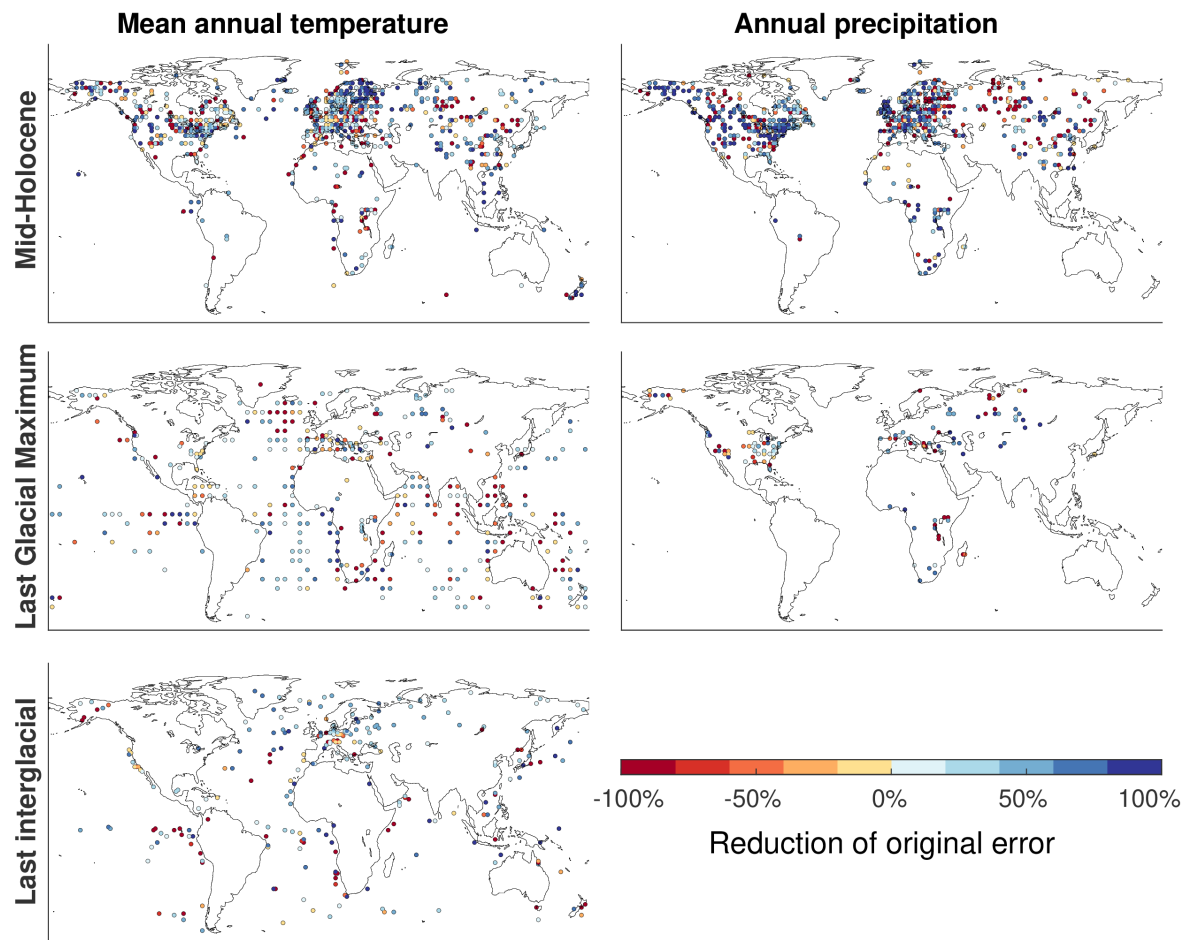 Mean annual temperature
Annual precipitation
Mid-Holocene
Last Glacial Maximum
Last interglacial
-100% -50% 0% 50% 100%
Reduction of original error